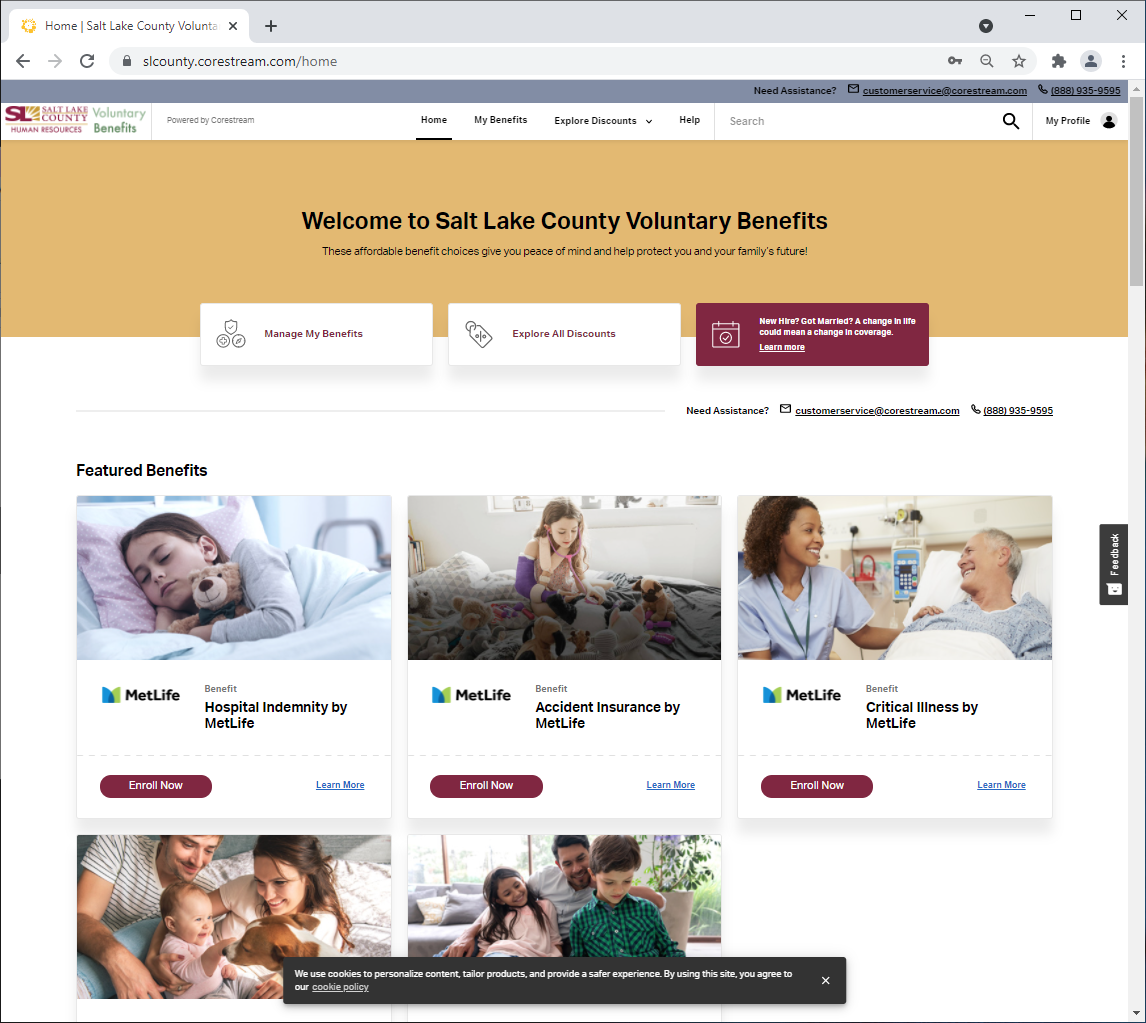 Home | Salt Lake County Volunta
slcounty.corestream.com/home
Need Assistance? customerservice@corestream.com (888) 935-9595
SL SALT LAKE COUNTY HUMAN RESOURCES Voluntary Benefits
Powered by Corestream
Home My Benefits Explore Discounts Help Search My Profile
Welcome to Salt Lake County Voluntary Benefits
These affordable benefit choices give you peace of mind and help protect you and your family's future!
Manage My Benefits
Explore All Discounts
New Hire? Got Married? A change in life
could mean a change in coverage.
Learn more
Need Assistance? customerservice@corestream.com (888) 935-9595
Featured Benefits
Feedback
MetLife
Benefit
Hospital Indemnity by
MetLife
Enroll Now Learn More
MetLife
Benefit
Accident Insurance by
MetLife
Enroll Now Learn More
MetLife
Benefit
Critical Illness by
MetLife
Enroll Now Learn More
We use cookies to personalize content, tailor products, and provide a safer experience. By using this site, you agree to
our cookie policy